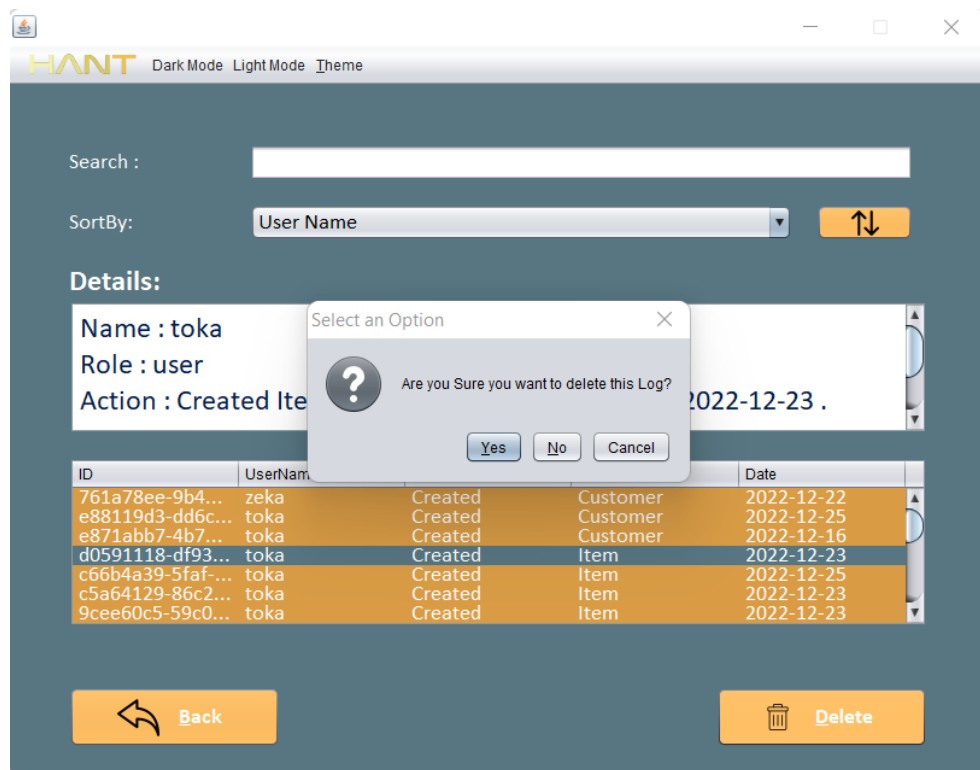 HANT Dark Mode Light Mode Theme
Search :
SortBy: User Name
Details:
Name : toka
Role : user
Action : Created Ite 2022-12-23 .
Select an Option
Are you Sure you want to delete this Log?
Yes No Cancel
ID UserNam Date
761a78ee-9b4... zeka Created Customer 2022-12-22
e88119d3-dd6c... toka Created Customer 2022-12-25
e871abb7-4b7... toka Created Customer 2022-12-16
d0591118-df93... toka Created Item 2022-12-23
c66b4a39-5faf-... toka Created Item 2022-12-25
c5a64129-86c2... toka Created Item 2022-12-23
9cee60c5-59c0... toka Created Item 2022-12-23
Back Delete